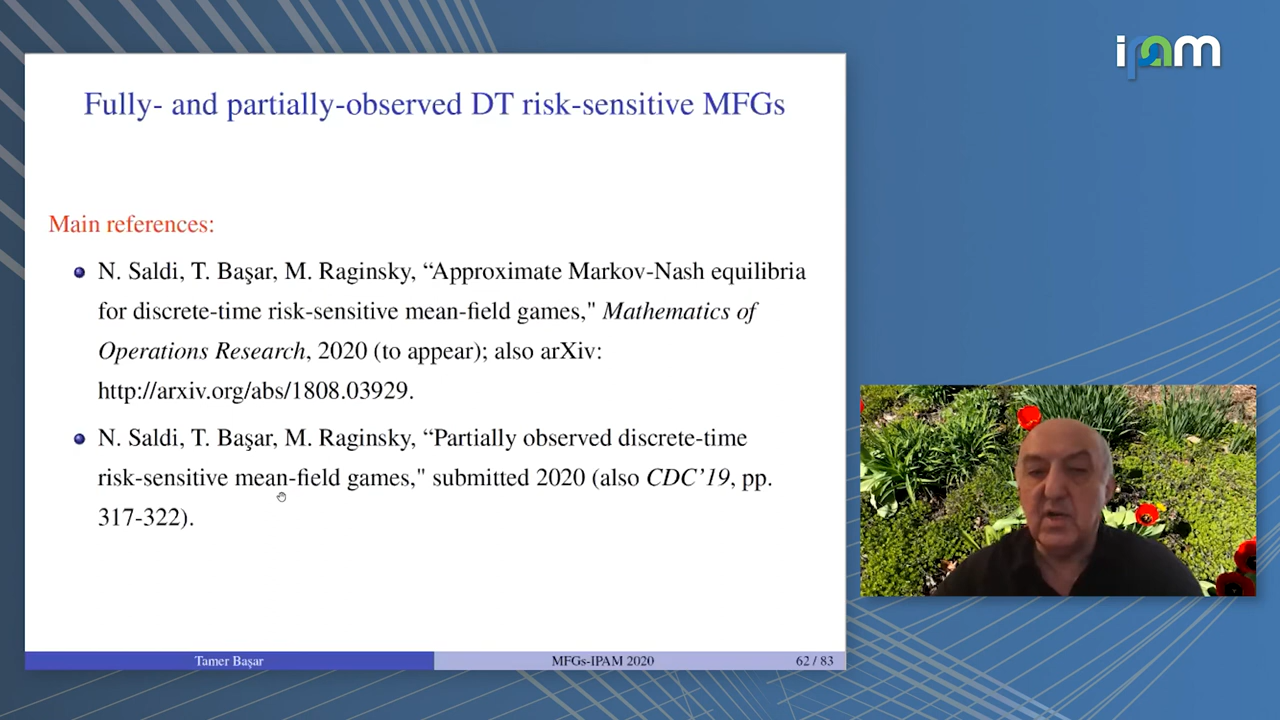 ipam
Fully- and partially-observed DT risk-sensitive MFGs
Main references:
N. Saldi, T. Başar, M. Raginsky, “Approximate Markov-Nash equilibria
for discrete-time risk-sensitive mean-field games," Mathematics of
Operations Research, 2020 (to appear); also arXiv:
http://arxiv.org/abs/1808.03929.
N. Saldi, T. Başar, M. Raginsky, “Partially observed discrete-time
risk-sensitive mean-field games," submitted 2020 (also CDC’19, pp.
317-322).
Tamer Başar MFGs-IPAM 2020 62 / 83